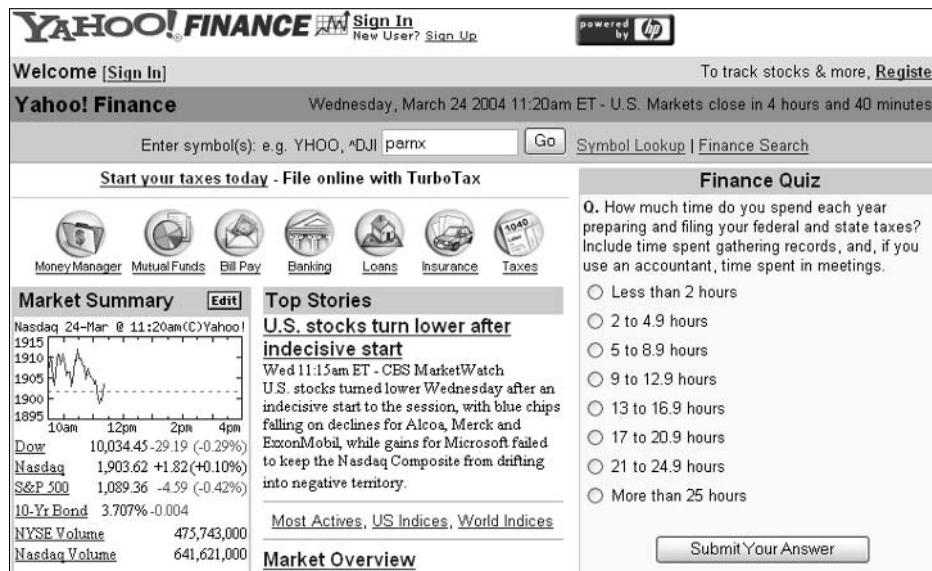 YAHOO! FINANCE
Sign In
New User? Sign Up
powered by hp
Welcome [Sign In]
To track stocks & more, Registe
Yahoo! Finance
Wednesday, March 24 2004 11:20am ET - U.S. Markets close in 4 hours and 40 minutes
Enter symbol(s): e.g. YHOO, ^DJI parnx Go Symbol Lookup | Finance Search
Start your taxes today - File online with TurboTax
1040
Money Manager Mutual Funds Bill Pay Banking Loans Insurance Taxes
Market Summary Edit
Nasdaq 24-Mar @ 11:20am(C)Yahoo!
1915
1910
1905
1900
1895
10am 12pm 2pm 4pm
Dow 10,034.45 -29.19 (-0.29%)
Nasdaq 1,903.62 +1.82 (+0.10%)
S&P 500 1,089.36 -4.59 (-0.42%)
10-Yr Bond 3.707% -0.004
NYSE Volume 475,743,000
Nasdaq Volume 641,621,000
Top Stories
U.S. stocks turn lower after
indecisive start
Wed 11:15am ET - CBS MarketWatch
U.S. stocks turned lower Wednesday after an
indecisive start to the session, with blue chips
falling on declines for Alcoa, Merck and
ExxonMobil, while gains for Microsoft failed
to keep the Nasdaq Composite from drifting
into negative territory.
Most Actives, US Indices, World Indices
Market Overview
Finance Quiz
Q. How much time do you spend each year
preparing and filing your federal and state taxes?
Include time spent gathering records, and, if you
use an accountant, time spent in meetings.
Less than 2 hours
2 to 4.9 hours
5 to 8.9 hours
9 to 12.9 hours
13 to 16.9 hours
17 to 20.9 hours
21 to 24.9 hours
More than 25 hours
Submit Your Answer